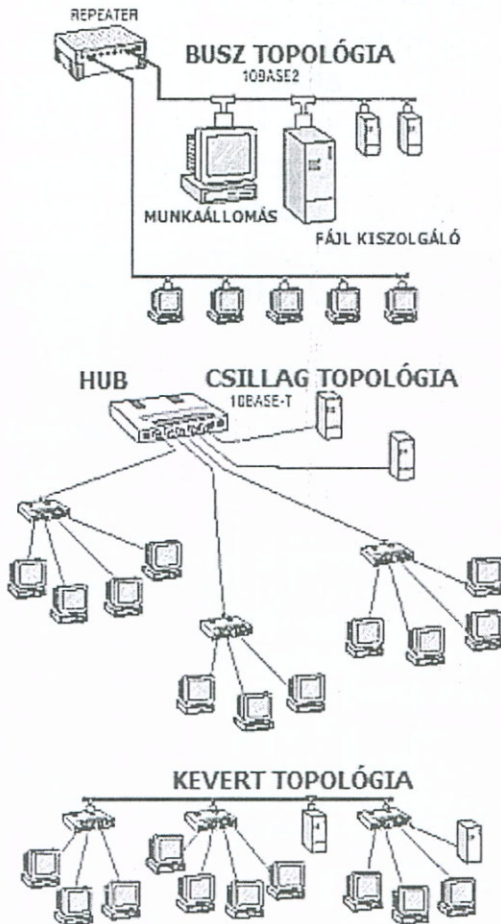 REPEATER
BUSZ TOPOLÓGIA
10BASE2
MUNKAÁLLOMÁS
FÁJL KISZOLGÁLÓ
HUB
CSILLAG TOPOLÓGIA
10BASE-T
KEVERT TOPOLÓGIA